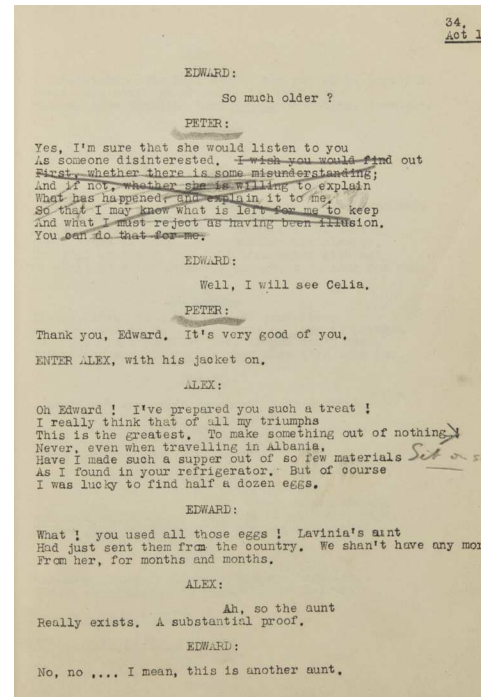 34.
Act 1
EDWARD:
So much older ?
PETER:
Yes, I'm sure that she would listen to you
As someone disinterested. I wish you would find out
First, whether there is some misunderstanding;
And if not, whether she is willing to explain
What has happened, and explain it to me.
So that I may know what is left for me to keep
And what I must reject as having been illusion.
You can do that for me.
EDWARD:
Well, I will see Celia.
PETER:
Thank you, Edward. It's very good of you.
ENTER ALEX, with his jacket on.
ALEX:
Oh Edward ! I've prepared you such a treat !
I really think that of all my triumphs
This is the greatest. To make something out of nothing !
Never, even when travelling in Albania,
Have I made such a supper out of so few materials
As I found in your refrigerator. But of course
I was lucky to find half a dozen eggs.
EDWARD:
What ! you used all those eggs ! Lavinia's aunt
Had just sent them from the country. We shan't have any mor
From her, for months and months.
ALEX:
Ah, so the aunt
Really exists. A substantial proof.
EDWARD:
No, no .... I mean, this is another aunt.